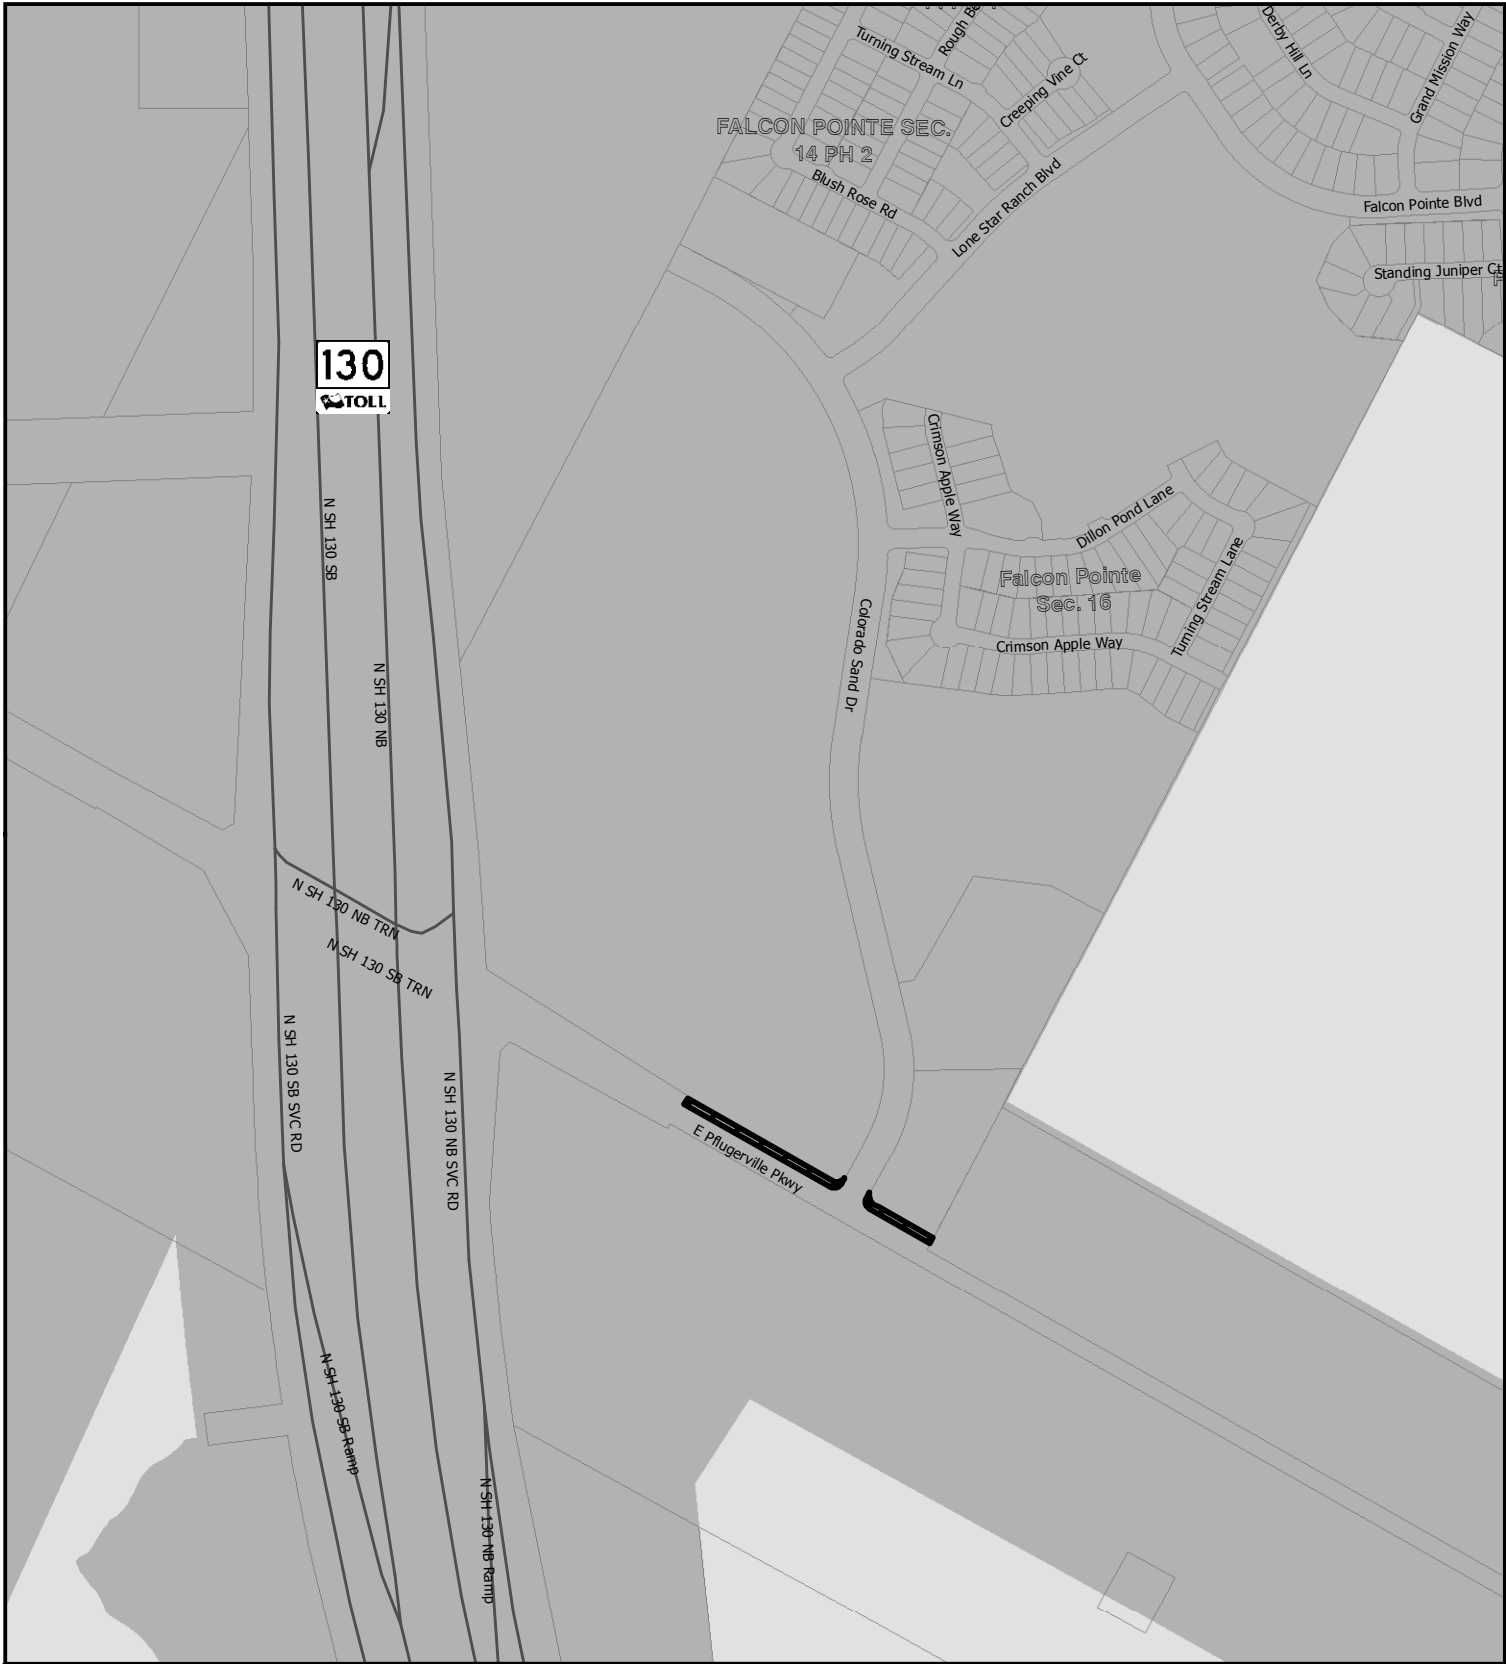 Rough Be
Turning Stream Ln
Creeping Vine Ct
Derby Hill Ln
Grand Mission Way
FALCON POINTE SEC.
14 PH 2
Blush Rose Rd
Lone Star Ranch Blvd
Falcon Pointe Blvd
Standing Juniper Ct
130
TOLL
Crimson Apple Way
Dillon Pond Lane
N SH 130 SB
Falcon Pointe
Sec. 16
Turning Stream Lane
Colorado Sand Dr
Crimson Apple Way
N SH 130 NB
N SH 130 NB TRN
N SH 130 SB TRN
N SH 130 SB SVC RD
N SH 130 NB SVC RD
E Pflugerville Pkwy
N SH 130 SB Ramp
N SH 130 NB Ramp